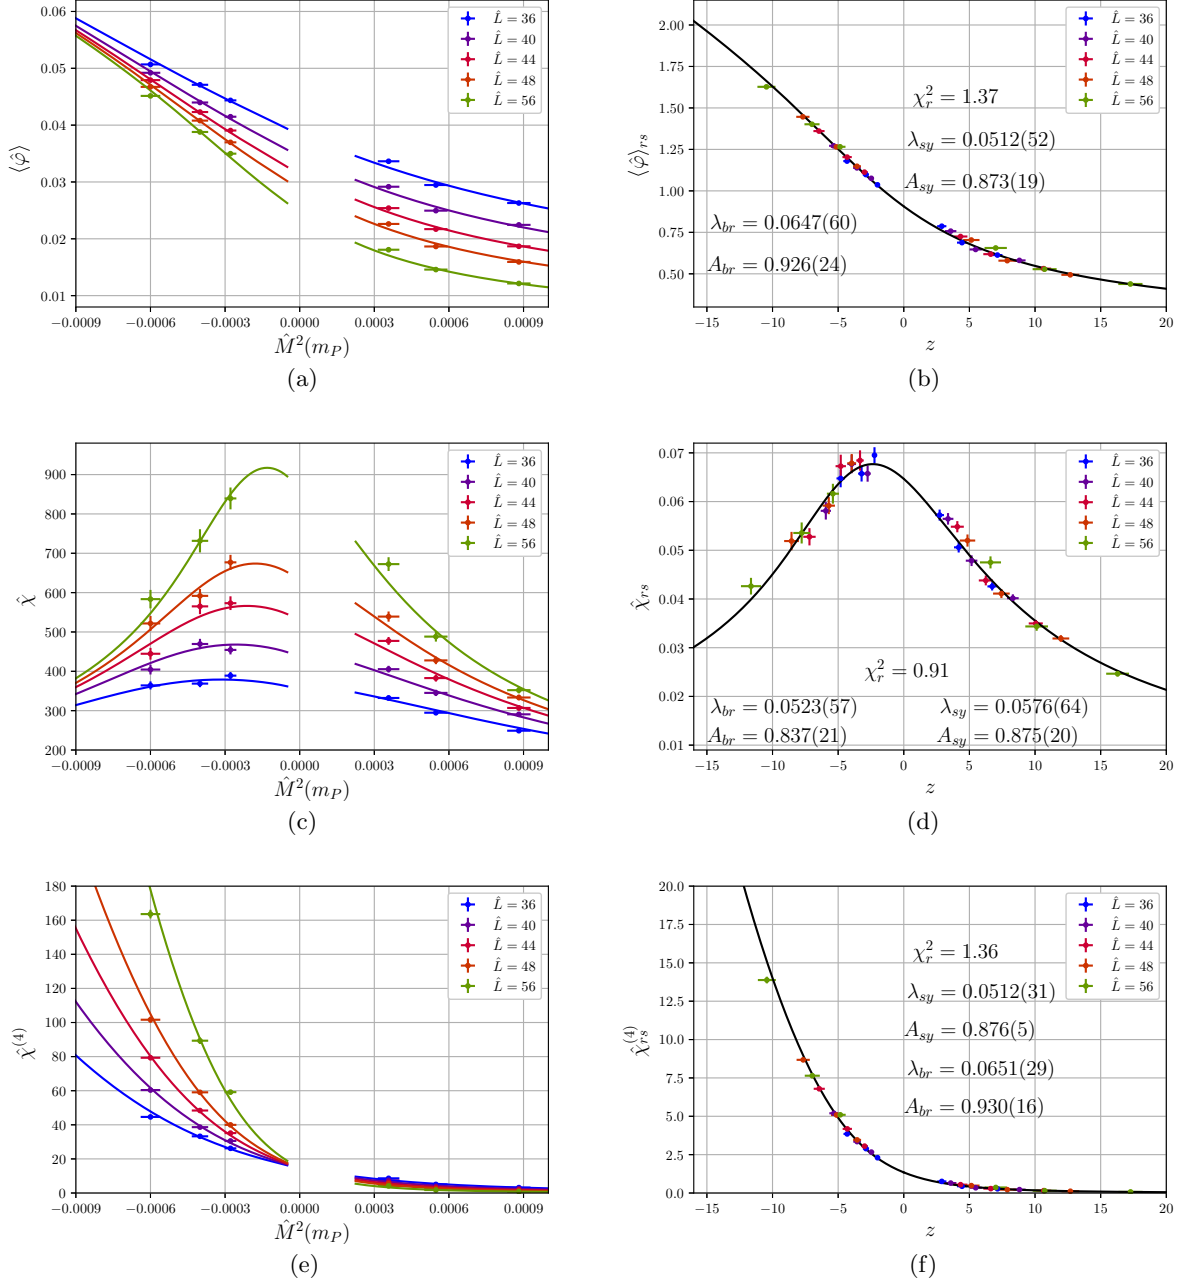 0.06
0.05
0.04
0.03
0.02
0.01
⟨φ̂⟩
L̂ = 36
L̂ = 40
L̂ = 44
L̂ = 48
L̂ = 56
−0.0009 −0.0006 −0.0003 0.0000 0.0003 0.0006 0.0009
M̂²(m_P)
(a)
2.00
1.75
1.50
1.25
1.00
0.75
0.50
⟨φ̂⟩_rs
L̂ = 36
L̂ = 40
L̂ = 44
L̂ = 48
L̂ = 56
χ²_r = 1.37
λ_sy = 0.0512(52)
A_sy = 0.873(19)
λ_br = 0.0647(60)
A_br = 0.926(24)
−15 −10 −5 0 5 10 15 20
z
(b)
900
800
700
600
500
400
300
200
χ̂
L̂ = 36
L̂ = 40
L̂ = 44
L̂ = 48
L̂ = 56
−0.0009 −0.0006 −0.0003 0.0000 0.0003 0.0006 0.0009
M̂²(m_P)
(c)
0.07
0.06
0.05
0.04
0.03
0.02
0.01
χ̂_rs
L̂ = 36
L̂ = 40
L̂ = 44
L̂ = 48
L̂ = 56
χ²_r = 0.91
λ_br = 0.0523(57) λ_sy = 0.0576(64)
A_br = 0.837(21) A_sy = 0.875(20)
−15 −10 −5 0 5 10 15 20
z
(d)
180
160
140
120
100
80
60
40
20
0
χ̂⁽⁴⁾
L̂ = 36
L̂ = 40
L̂ = 44
L̂ = 48
L̂ = 56
−0.0009 −0.0006 −0.0003 0.0000 0.0003 0.0006 0.0009
M̂²(m_P)
(e)
20.0
17.5
15.0
12.5
10.0
7.5
5.0
2.5
0.0
χ̂⁽⁴⁾_rs
L̂ = 36
L̂ = 40
L̂ = 44
L̂ = 48
L̂ = 56
χ²_r = 1.36
λ_sy = 0.0512(31)
A_sy = 0.876(5)
λ_br = 0.0651(29)
A_br = 0.930(16)
−15 −10 −5 0 5 10 15 20
z
(f)